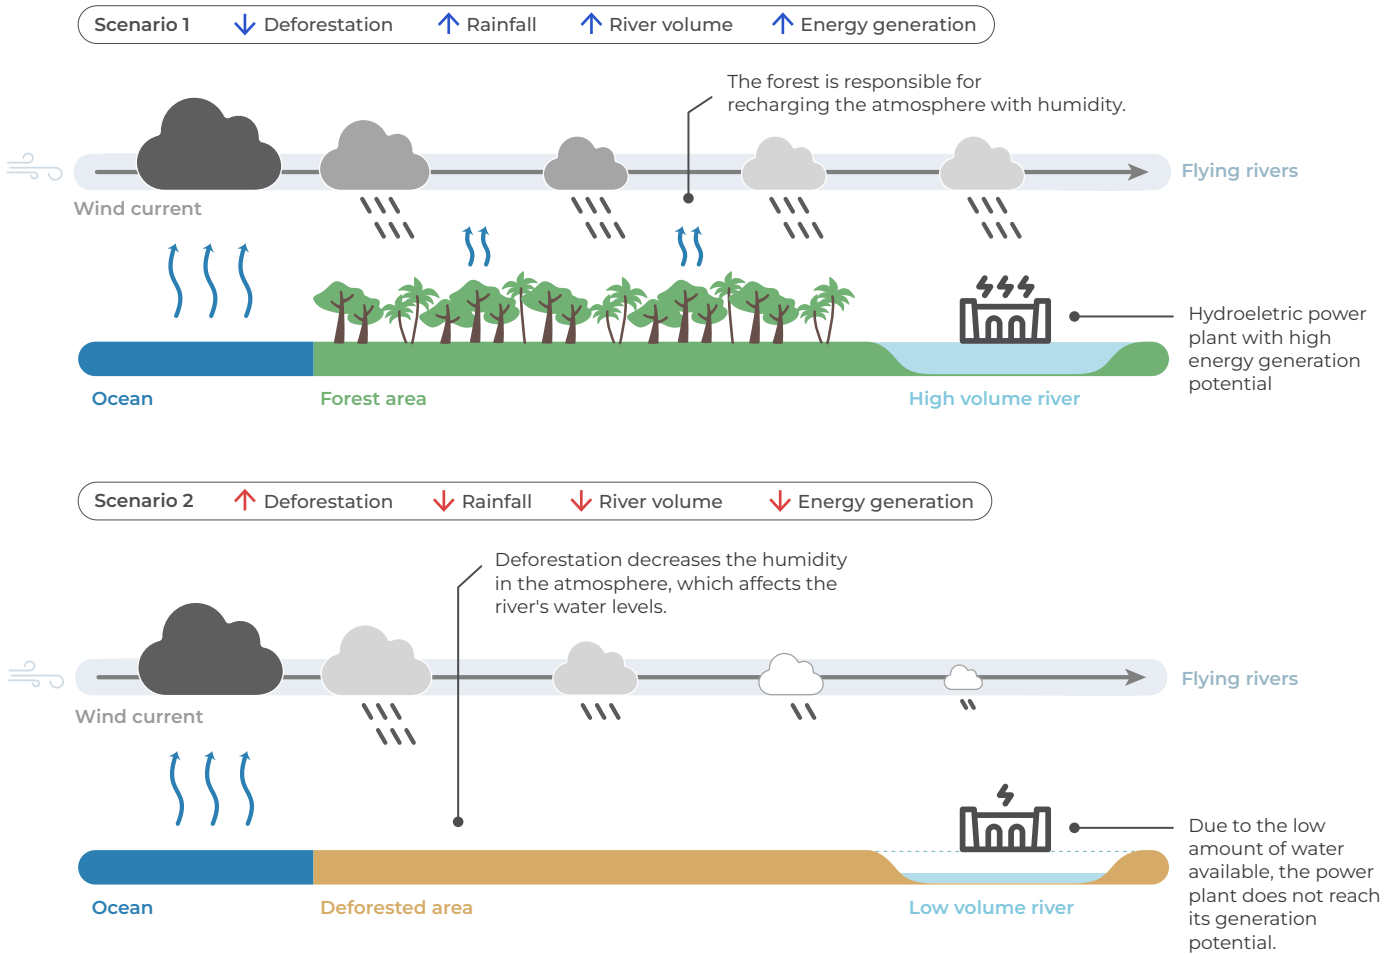 Scenario 1 Deforestation Rainfall River volume Energy generation
The forest is responsible for
recharging the atmosphere with humidity.
Flying rivers
Wind current
Hydroeletric power
plant with high
energy generation
potential
Ocean
Forest area
High volume river
Scenario 2 Deforestation Rainfall River volume Energy generation
Deforestation decreases the humidity
in the atmosphere, which affects the
river's water levels.
Flying rivers
Wind current
Due to the low
amount of water
available, the power
plant does not reach
its generation
potential.
Ocean
Deforested area
Low volume river